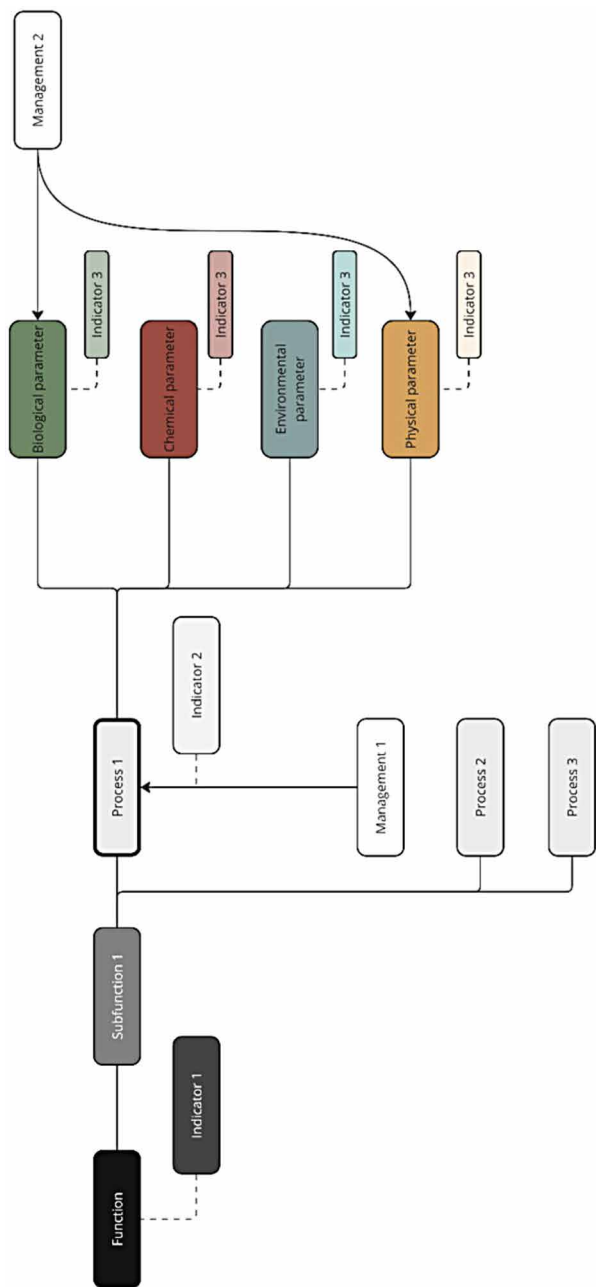 Function
Indicator 1
Subfunction 1
Process 1
Indicator 2
Management 1
Process 2
Process 3
Biological parameter
Indicator 3
Chemical parameter
Indicator 3
Environmental
parameter
Indicator 3
Physical parameter
Indicator 3
Management 2